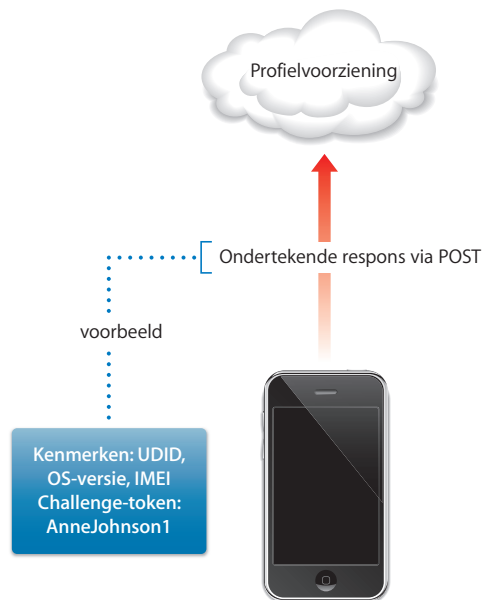 Profielvoorziening
Ondertekende respons via POST
voorbeeld
Kenmerken: UDID,
OS-versie, IMEI
Challenge-token:
AnneJohnson1